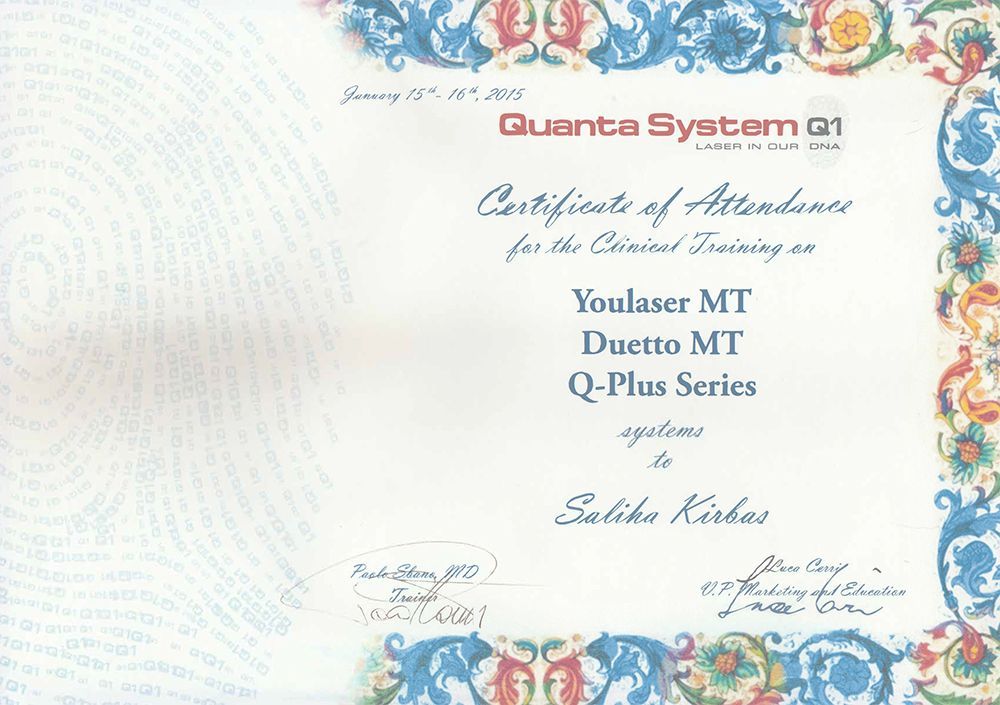 January 15th - 16th, 2015
Quanta System Q1
LASER IN OUR DNA
Certificate of Attendance
for the Clinical Training on
Youlaser MT
Duetto MT
Q-Plus Series
systems
to
Saliha Kirbas
Paolo Sbano, MD
Trainer
Luca Cerri
V.P. Marketing and Education